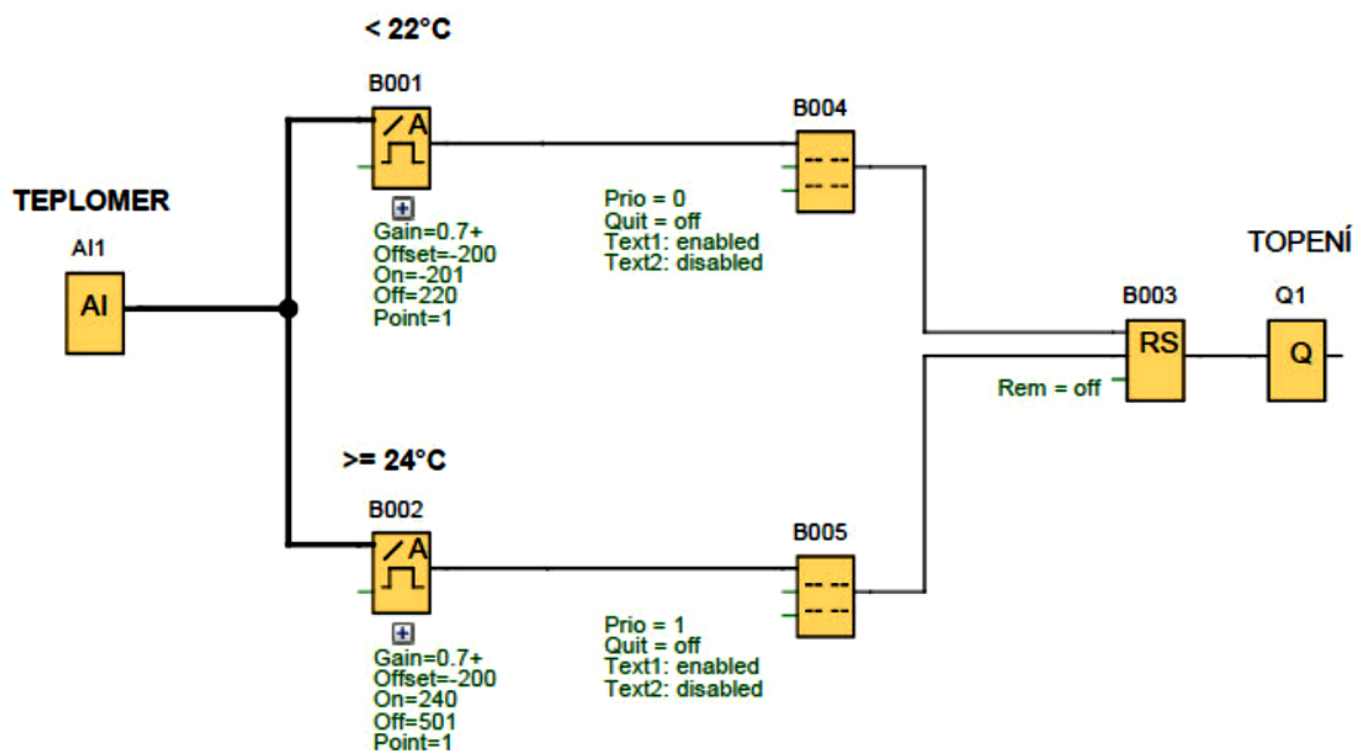 < 22°C
B001
/A
Gain=0.7+
Offset=-200
On=-201
Off=220
Point=1
B004
Prio = 0
Quit = off
Text1: enabled
Text2: disabled
TEPLOMER
AI1
AI
TOPENÍ
B003
RS
Rem = off
Q1
Q
>= 24°C
B002
/A
Gain=0.7+
Offset=-200
On=240
Off=501
Point=1
B005
Prio = 1
Quit = off
Text1: enabled
Text2: disabled